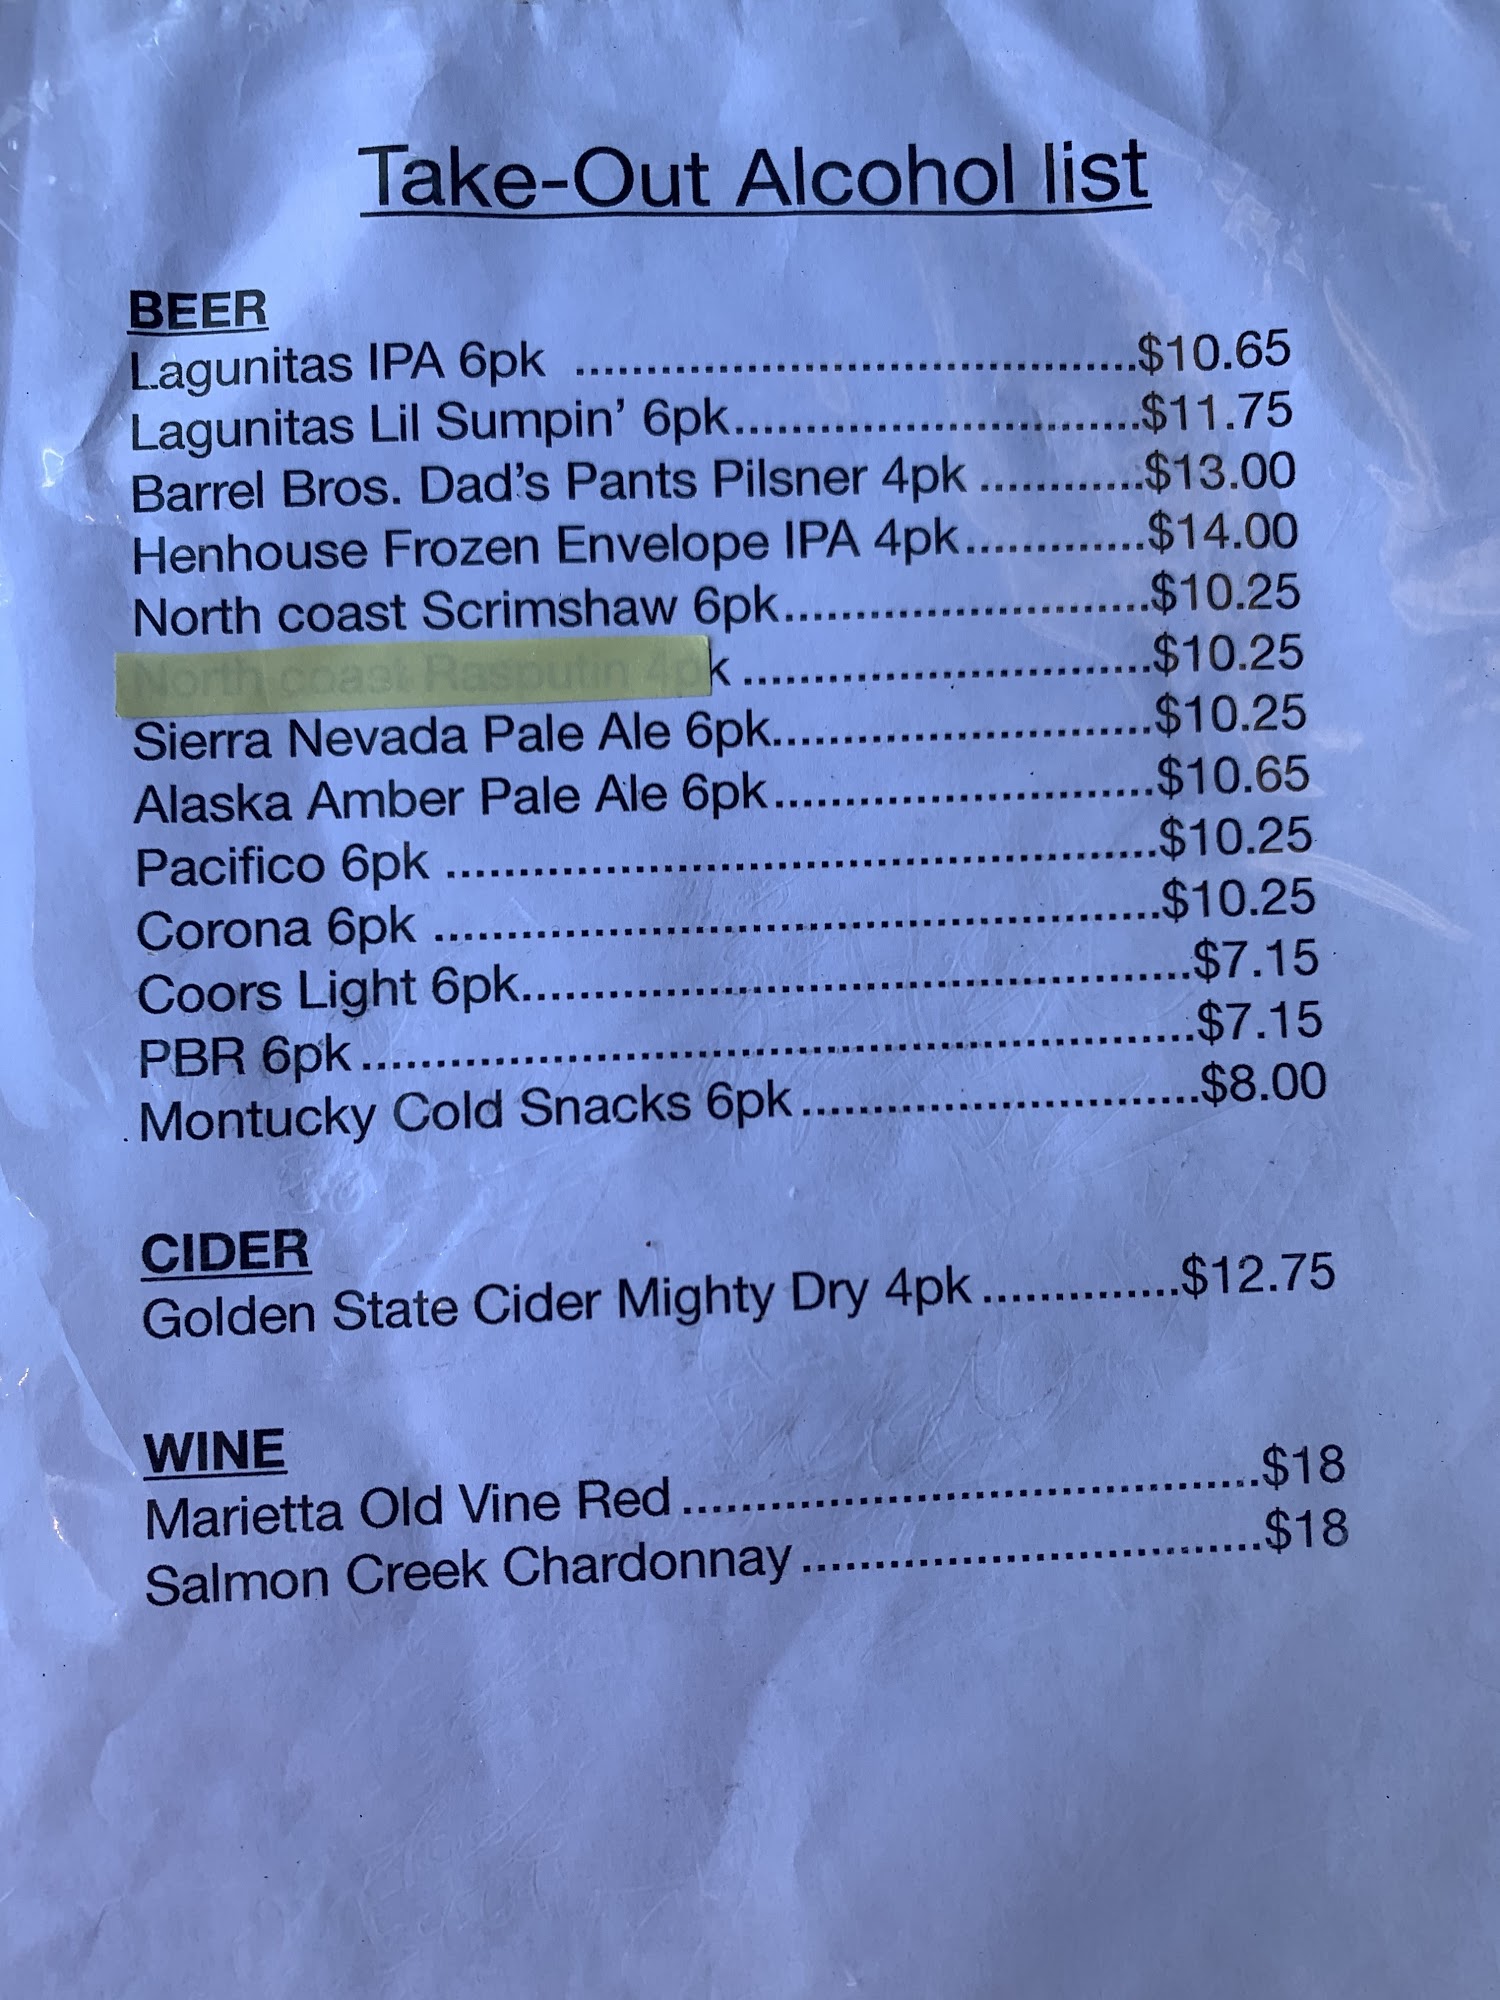 Take-Out Alcohol list
BEER
Lagunitas IPA 6pk ........................................$10.65
Lagunitas Lil Sumpin’ 6pk.............................$11.75
Barrel Bros. Dad's Pants Pilsner 4pk ............$13.00
Henhouse Frozen Envelope IPA 4pk.............$14.00
North coast Scrimshaw 6pk..........................$10.25
North coast Rasputin 4pk .............................$10.25
Sierra Nevada Pale Ale 6pk...........................$10.25
Alaska Amber Pale Ale 6pk...........................$10.65
Pacifico 6pk ..................................................$10.25
Corona 6pk ...................................................$10.25
Coors Light 6pk...............................................$7.15
PBR 6pk..........................................................$7.15
Montucky Cold Snacks 6pk............................$8.00
CIDER
Golden State Cider Mighty Dry 4pk..............$12.75
WINE
Marietta Old Vine Red.........................................$18
Salmon Creek Chardonnay................................$18